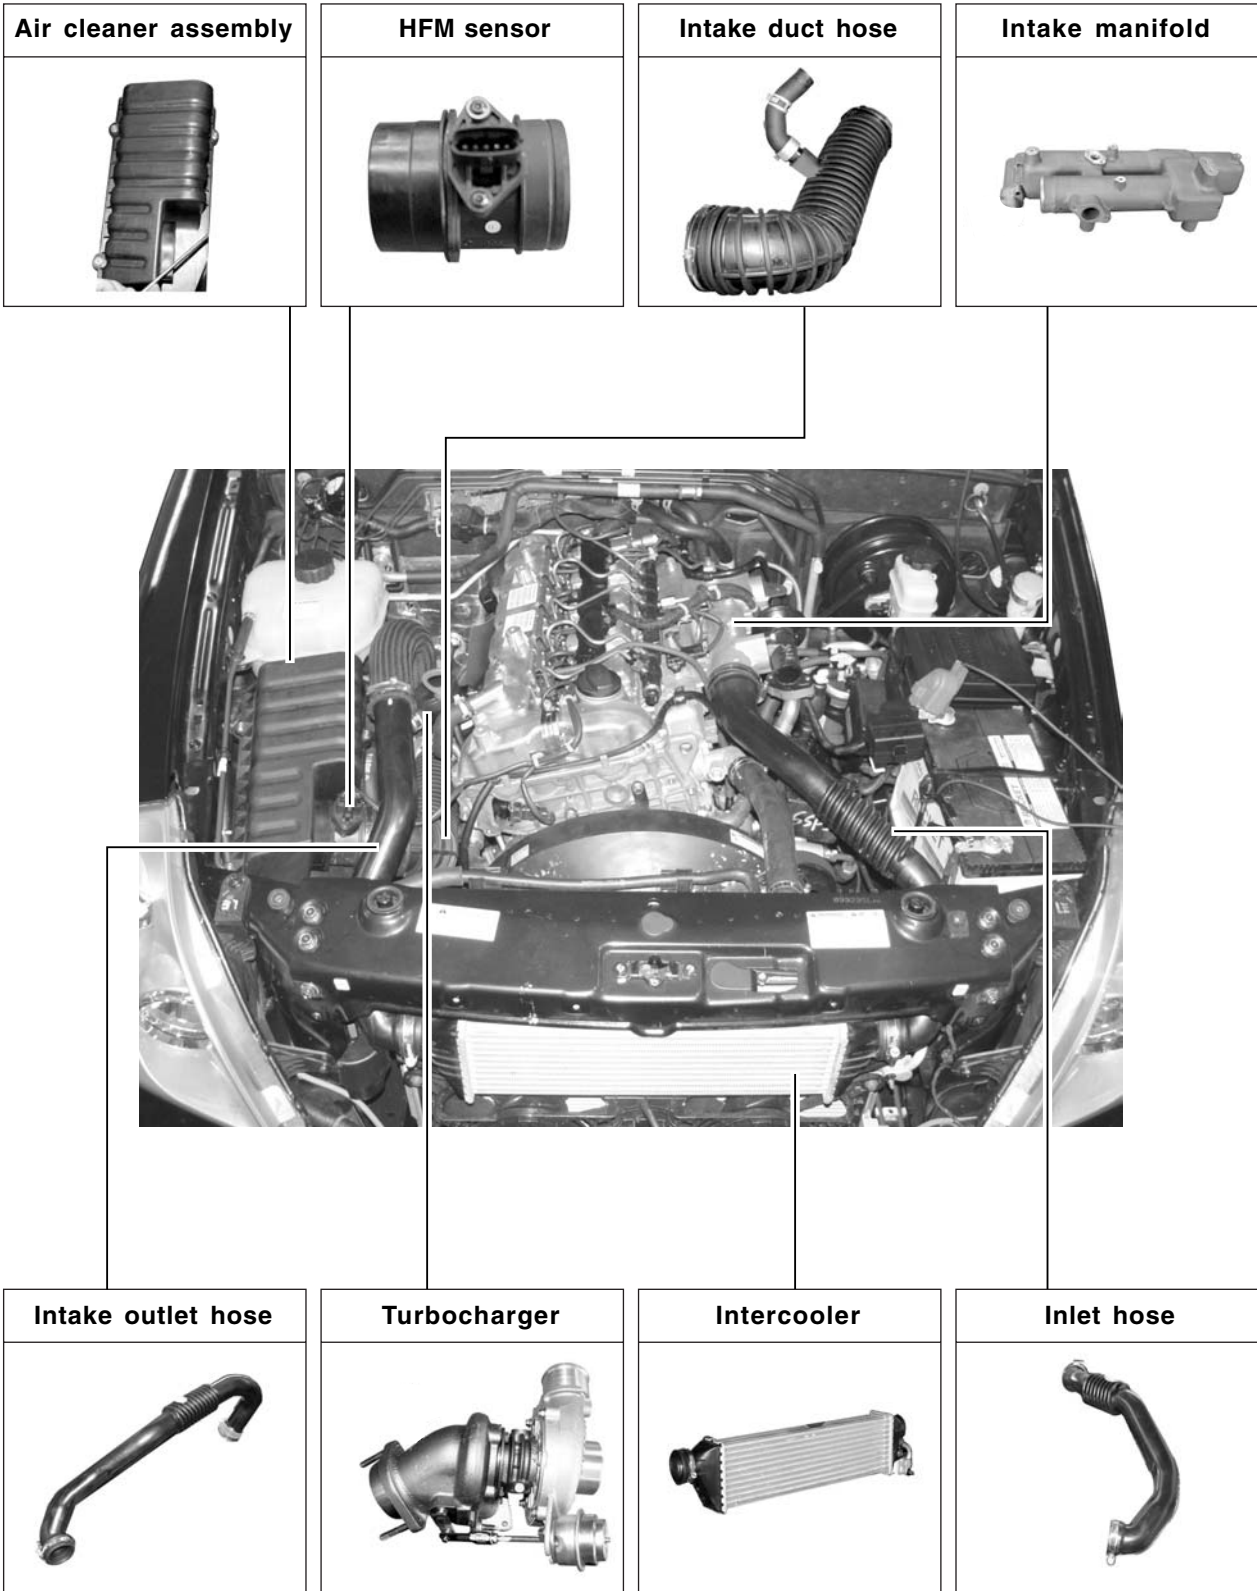 Air cleaner assembly
HFM sensor
Intake duct hose
Intake manifold
Intake outlet hose
Turbocharger
Intercooler
Inlet hose